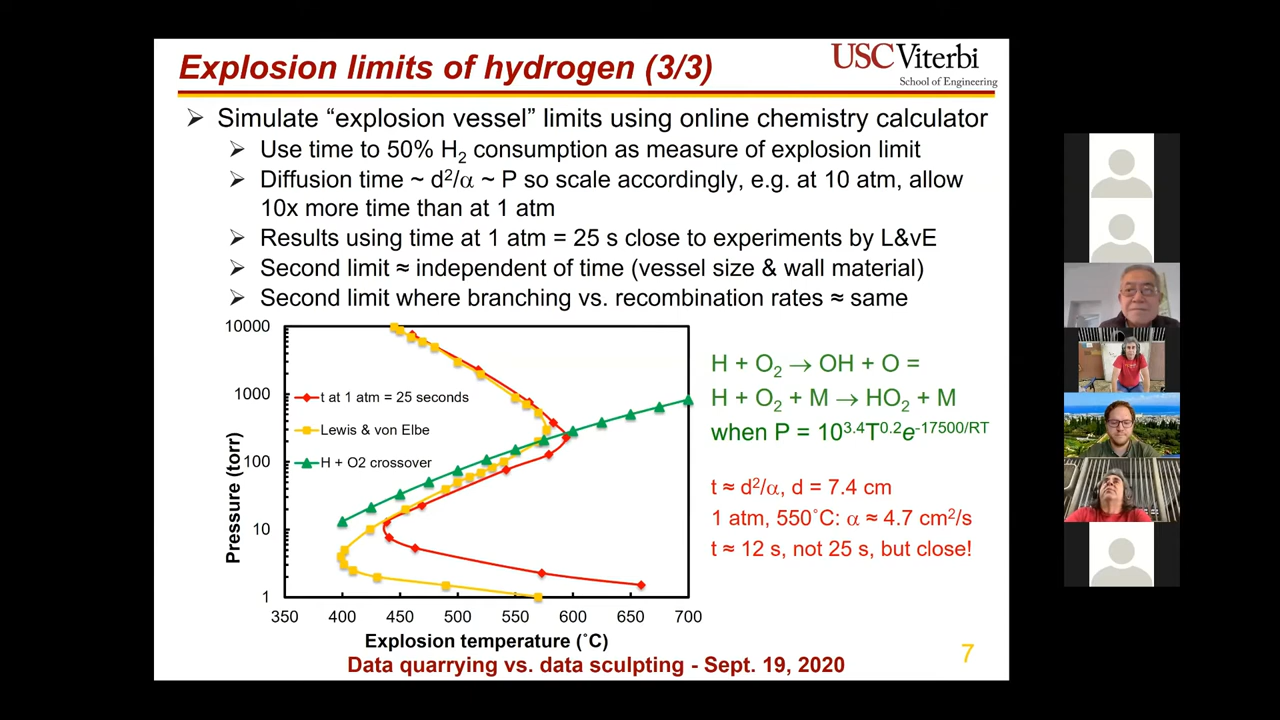 Explosion limits of hydrogen (3/3)
USC Viterbi
School of Engineering
➢ Simulate “explosion vessel” limits using online chemistry calculator
➢ Use time to 50% H₂ consumption as measure of explosion limit
➢ Diffusion time ~ d²/α ~ P so scale accordingly, e.g. at 10 atm, allow
10x more time than at 1 atm
➢ Results using time at 1 atm = 25 s close to experiments by L&vE
➢ Second limit ≈ independent of time (vessel size & wall material)
➢ Second limit where branching vs. recombination rates ≈ same
10000
1000
100
10
1
Pressure (torr)
t at 1 atm = 25 seconds
Lewis & von Elbe
H + O2 crossover
350 400 450 500 550 600 650 700
Explosion temperature (˚C)
H + O₂ → OH + O =
H + O₂ + M → HO₂ + M
when P = 10^3.4T^0.2e^-17500/RT
t ≈ d²/α, d = 7.4 cm
1 atm, 550˚C: α ≈ 4.7 cm²/s
t ≈ 12 s, not 25 s, but close!
Data quarrying vs. data sculpting - Sept. 19, 2020
7